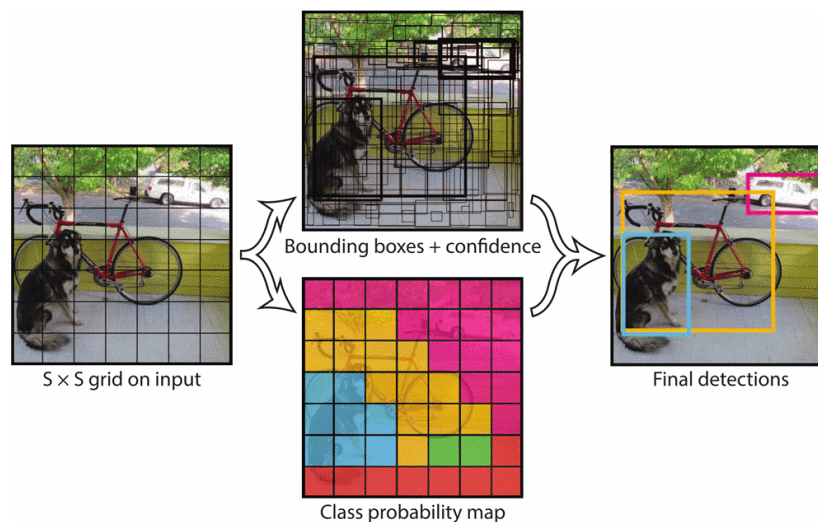 S × S grid on input
Bounding boxes + confidence
Class probability map
Final detections